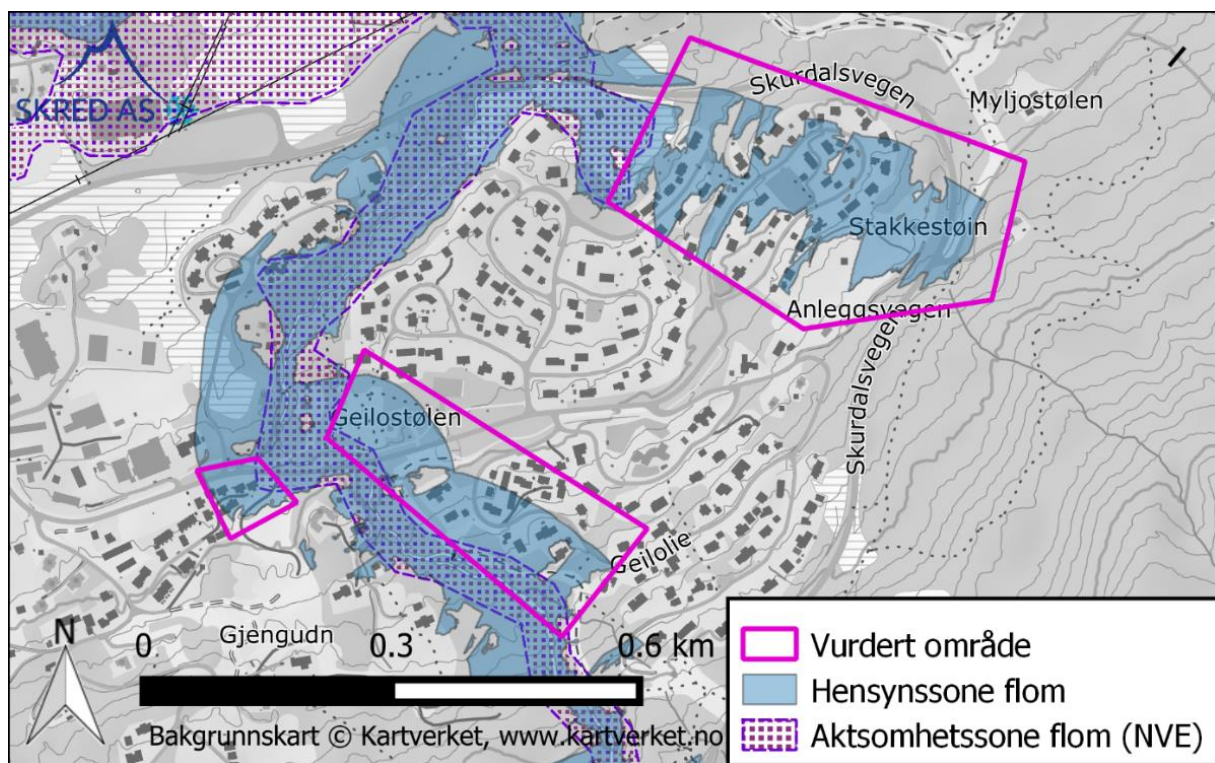 SKRED AS
Skurdalsvegen
Myljostølen
Stakkestøin
Anleggsvegen
Skurdalsvegen
Geilostølen
Geilolie
Gjengudn
N
0
0.3
0.6 km
Bakgrunnskart © Kartverket, www.kartverket.no
Vurdert område
Hensynssone flom
Aktsomhetssone flom (NVE)